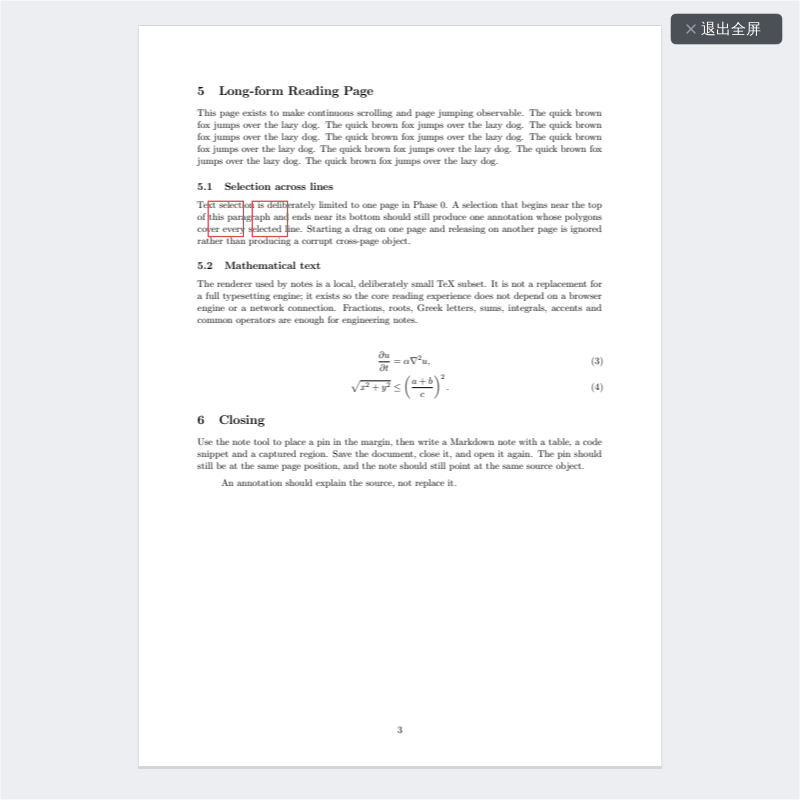 × 退出全屏
5 Long-form Reading Page
This page exists to make continuous scrolling and page jumping observable. The quick brown
fox jumps over the lazy dog. The quick brown fox jumps over the lazy dog. The quick brown
fox jumps over the lazy dog. The quick brown fox jumps over the lazy dog. The quick brown
fox jumps over the lazy dog. The quick brown fox jumps over the lazy dog. The quick brown fox
jumps over the lazy dog. The quick brown fox jumps over the lazy dog.
5.1 Selection across lines
Text selection is deliberately limited to one page in Phase 0. A selection that begins near the top
of this paragraph and ends near its bottom should still produce one annotation whose polygons
cover every selected line. Starting a drag on one page and releasing on another page is ignored
rather than producing a corrupt cross-page object.
5.2 Mathematical text
The renderer used by notes is a local, deliberately small TeX subset. It is not a replacement for
a full typesetting engine; it exists so the core reading experience does not depend on a browser
engine or a network connection. Fractions, roots, Greek letters, sums, integrals, accents and
common operators are enough for engineering notes.
∂u/∂t = α∇²u, (3)
√(x² + y²) ≤ ((a + b)/c)². (4)
6 Closing
Use the note tool to place a pin in the margin, then write a Markdown note with a table, a code
snippet and a captured region. Save the document, close it, and open it again. The pin should
still be at the same page position, and the note should still point at the same source object.
An annotation should explain the source, not replace it.
3